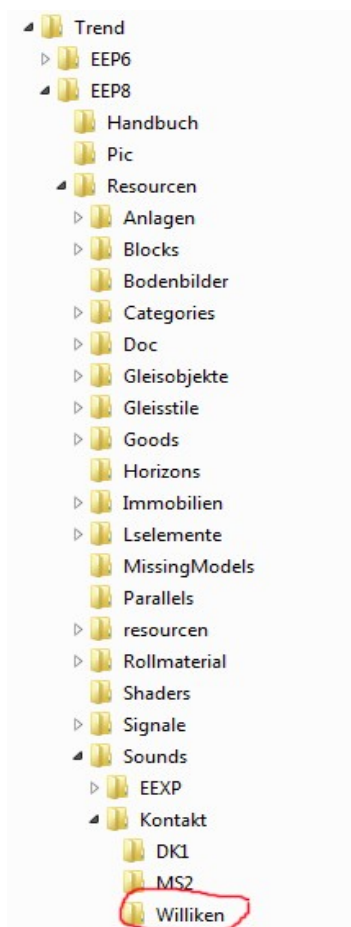 Trend
EEP6
EEP8
Handbuch
Pic
Resourcen
Anlagen
Blocks
Bodenbilder
Categories
Doc
Gleisobjekte
Gleisstile
Goods
Horizons
Immobilien
Lselemente
MissingModels
Parallels
resourcen
Rollmaterial
Shaders
Signale
Sounds
EEXP
Kontakt
DK1
MS2
Williken